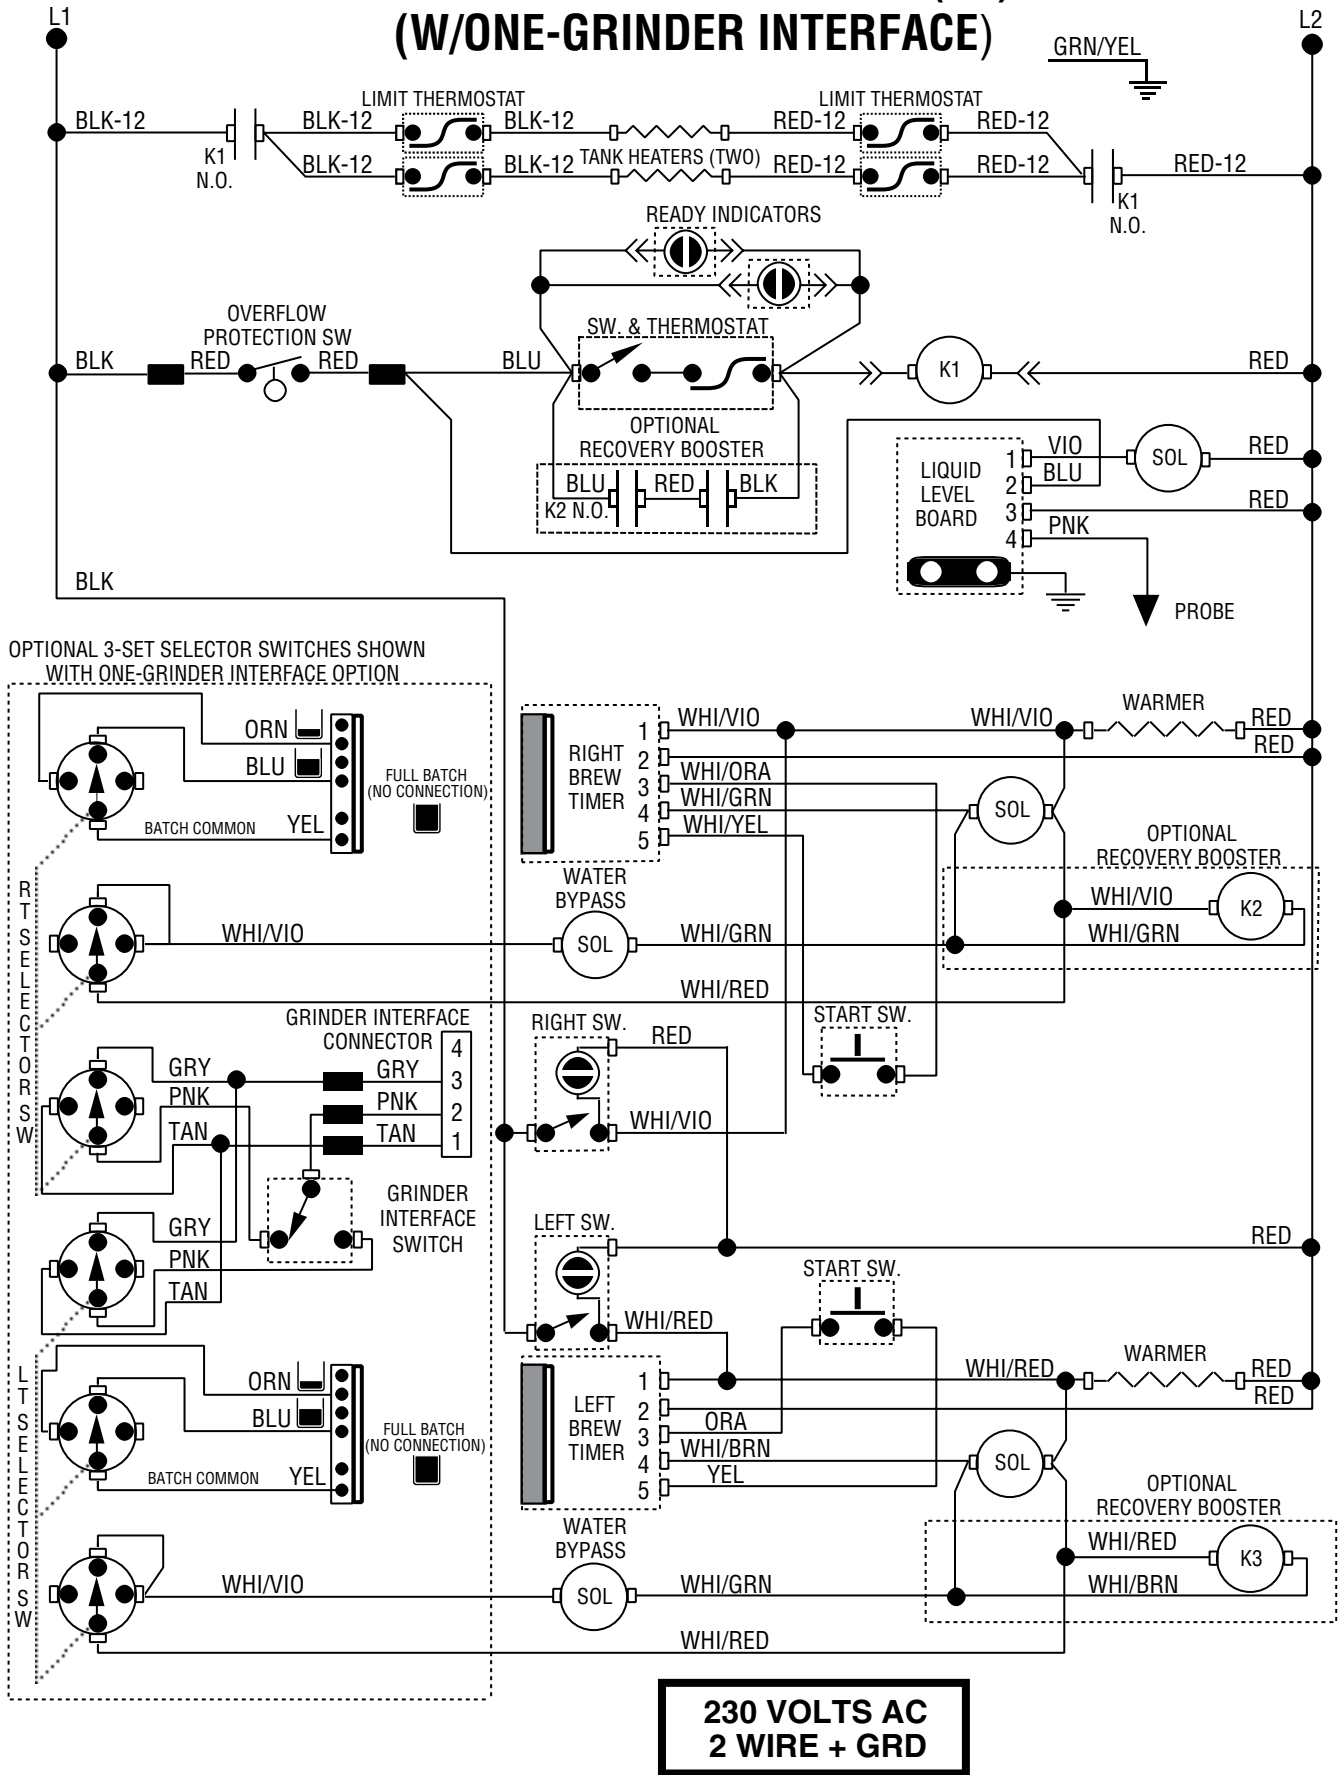 (W/ONE-GRINDER INTERFACE)
L1
L2
GRN/YEL
LIMIT THERMOSTAT
LIMIT THERMOSTAT
BLK-12
BLK-12
BLK-12
RED-12
RED-12
K1
N.O.
BLK-12
BLK-12
TANK HEATERS (TWO)
RED-12
RED-12
RED-12
K1
N.O.
READY INDICATORS
OVERFLOW
PROTECTION SW
SW. & THERMOSTAT
BLK
RED
RED
BLU
K1
RED
OPTIONAL
RECOVERY BOOSTER
BLU
RED
BLK
K2 N.O.
LIQUID
LEVEL
BOARD
1
2
3
4
VIO
BLU
PNK
SOL
RED
RED
PROBE
BLK
OPTIONAL 3-SET SELECTOR SWITCHES SHOWN
WITH ONE-GRINDER INTERFACE OPTION
ORN
BLU
FULL BATCH
(NO CONNECTION)
BATCH COMMON
YEL
RIGHT
BREW
TIMER
1
2
3
4
5
WHI/VIO
WHI/VIO
WARMER
RED
RED
WHI/ORA
WHI/GRN
WHI/YEL
SOL
OPTIONAL
RECOVERY BOOSTER
WHI/VIO
K2
WHI/GRN
RT SELECTOR SW
WHI/VIO
WATER
BYPASS
SOL
WHI/GRN
WHI/RED
START SW.
GRINDER INTERFACE
CONNECTOR
4
3
2
1
GRY
GRY
PNK
PNK
TAN
TAN
RIGHT SW.
RED
WHI/VIO
GRINDER
INTERFACE
SWITCH
GRY
PNK
TAN
LEFT SW.
RED
START SW.
WHI/RED
LT SELECTOR SW
ORN
BLU
FULL BATCH
(NO CONNECTION)
BATCH COMMON
YEL
LEFT
BREW
TIMER
1
2
3
4
5
WHI/RED
WARMER
RED
RED
ORA
WHI/BRN
YEL
SOL
OPTIONAL
RECOVERY BOOSTER
WHI/RED
K3
WHI/BRN
WHI/VIO
WATER
BYPASS
SOL
WHI/GRN
WHI/RED
230 VOLTS AC
2 WIRE + GRD